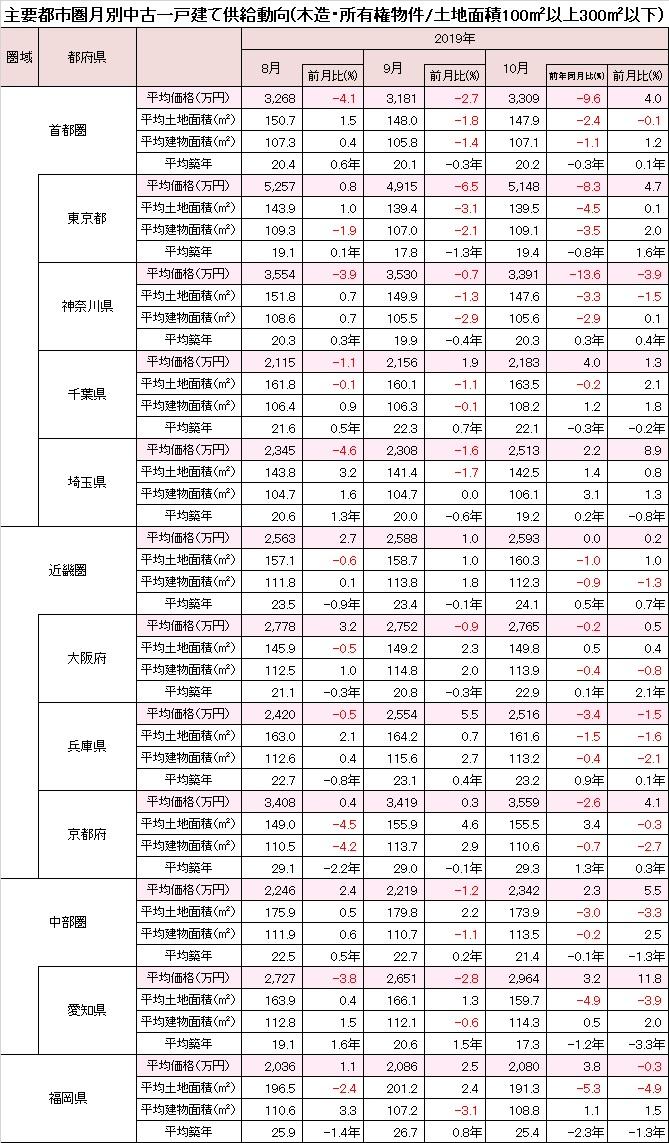 主要都市圏月別中古一戸建て供給動向(木造・所有権物件/土地面積100㎡以上300㎡以下)
圏域 都府県 2019年
8月 前月比(%) 9月 前月比(%) 10月 前年同月比(%) 前月比(%)
首都圏
平均価格(万円) 3,268 -4.1 3,181 -2.7 3,309 -9.6 4.0
平均土地面積(㎡) 150.7 1.5 148.0 -1.8 147.9 -2.4 -0.1
平均建物面積(㎡) 107.3 0.4 105.8 -1.4 107.1 -1.1 1.2
平均築年 20.4 0.6年 20.1 -0.3年 20.2 -0.3年 0.1年
東京都
平均価格(万円) 5,257 0.8 4,915 -6.5 5,148 -8.3 4.7
平均土地面積(㎡) 143.9 1.0 139.4 -3.1 139.5 -4.5 0.1
平均建物面積(㎡) 109.3 -1.9 107.0 -2.1 109.1 -3.5 2.0
平均築年 19.1 0.1年 17.8 -1.3年 19.4 -0.8年 1.6年
神奈川県
平均価格(万円) 3,554 -3.9 3,530 -0.7 3,391 -13.6 -3.9
平均土地面積(㎡) 151.8 0.7 149.9 -1.3 147.6 -3.3 -1.5
平均建物面積(㎡) 108.6 0.7 105.5 -2.9 105.6 -2.9 0.1
平均築年 20.3 0.3年 19.9 -0.4年 20.3 0.3年 0.4年
千葉県
平均価格(万円) 2,115 -1.1 2,156 1.9 2,183 4.0 1.3
平均土地面積(㎡) 161.8 -0.1 160.1 -1.1 163.5 -0.2 2.1
平均建物面積(㎡) 106.4 0.9 106.3 -0.1 108.2 1.2 1.8
平均築年 21.6 0.5年 22.3 0.7年 22.1 -0.3年 -0.2年
埼玉県
平均価格(万円) 2,345 -4.6 2,308 -1.6 2,513 2.2 8.9
平均土地面積(㎡) 143.8 3.2 141.4 -1.7 142.5 1.4 0.8
平均建物面積(㎡) 104.7 1.6 104.7 0.0 106.1 3.1 1.3
平均築年 20.6 1.3年 20.0 -0.6年 19.2 0.2年 -0.8年
近畿圏
平均価格(万円) 2,563 2.7 2,588 1.0 2,593 0.0 0.2
平均土地面積(㎡) 157.1 -0.6 158.7 1.0 160.3 -1.0 1.0
平均建物面積(㎡) 111.8 0.1 113.8 1.8 112.3 -0.9 -1.3
平均築年 23.5 -0.9年 23.4 -0.1年 24.1 0.5年 0.7年
大阪府
平均価格(万円) 2,778 3.2 2,752 -0.9 2,765 -0.2 0.5
平均土地面積(㎡) 145.9 -0.5 149.2 2.3 149.8 0.5 0.4
平均建物面積(㎡) 112.5 1.0 114.8 2.0 113.9 -0.4 -0.8
平均築年 21.1 -0.3年 20.8 -0.3年 22.9 0.1年 2.1年
兵庫県
平均価格(万円) 2,420 -0.5 2,554 5.5 2,516 -3.4 -1.5
平均土地面積(㎡) 163.0 2.1 164.2 0.7 161.6 -1.5 -1.6
平均建物面積(㎡) 112.6 0.4 115.6 2.7 113.2 -0.4 -2.1
平均築年 22.7 -0.8年 23.1 0.4年 23.2 0.9年 0.1年
京都府
平均価格(万円) 3,408 0.4 3,419 0.3 3,559 -2.6 4.1
平均土地面積(㎡) 149.0 -4.5 155.9 4.6 155.5 3.4 -0.3
平均建物面積(㎡) 110.5 -4.2 113.7 2.9 110.6 -0.7 -2.7
平均築年 29.1 -2.2年 29.0 -0.1年 29.3 1.3年 0.3年
中部圏
平均価格(万円) 2,246 2.4 2,219 -1.2 2,342 2.3 5.5
平均土地面積(㎡) 175.9 0.5 179.8 2.2 173.9 -3.0 -3.3
平均建物面積(㎡) 111.9 0.6 110.7 -1.1 113.5 -0.2 2.5
平均築年 22.5 0.5年 22.7 0.2年 21.4 -0.1年 -1.3年
愛知県
平均価格(万円) 2,727 -3.8 2,651 -2.8 2,964 3.2 11.8
平均土地面積(㎡) 163.9 0.4 166.1 1.3 159.7 -4.9 -3.9
平均建物面積(㎡) 112.8 1.5 112.1 -0.6 114.3 0.5 2.0
平均築年 19.1 1.6年 20.6 1.5年 17.3 -1.2年 -3.3年
福岡県
平均価格(万円) 2,036 1.1 2,086 2.5 2,080 3.8 -0.3
平均土地面積(㎡) 196.5 -2.4 201.2 2.4 191.3 -5.3 -4.9
平均建物面積(㎡) 110.6 3.3 107.2 -3.1 108.8 1.1 1.5
平均築年 25.9 -1.4年 26.7 0.8年 25.4 -2.3年 -1.3年